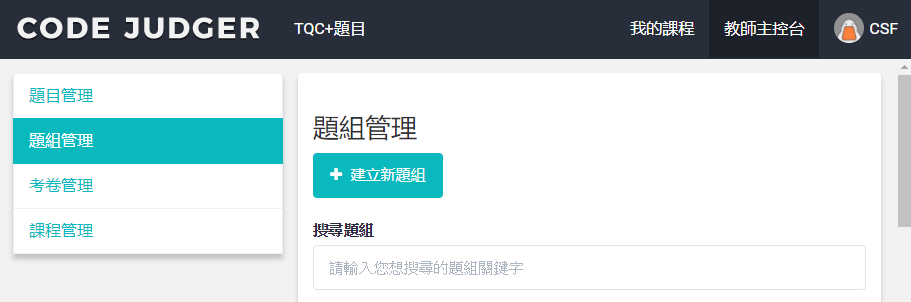 CODE JUDGER TQC+題目 我的課程 教師主控台 CSF
題目管理
題組管理
考卷管理
課程管理
題組管理
+ 建立新題組
搜尋題組
請輸入您想搜尋的題組關鍵字